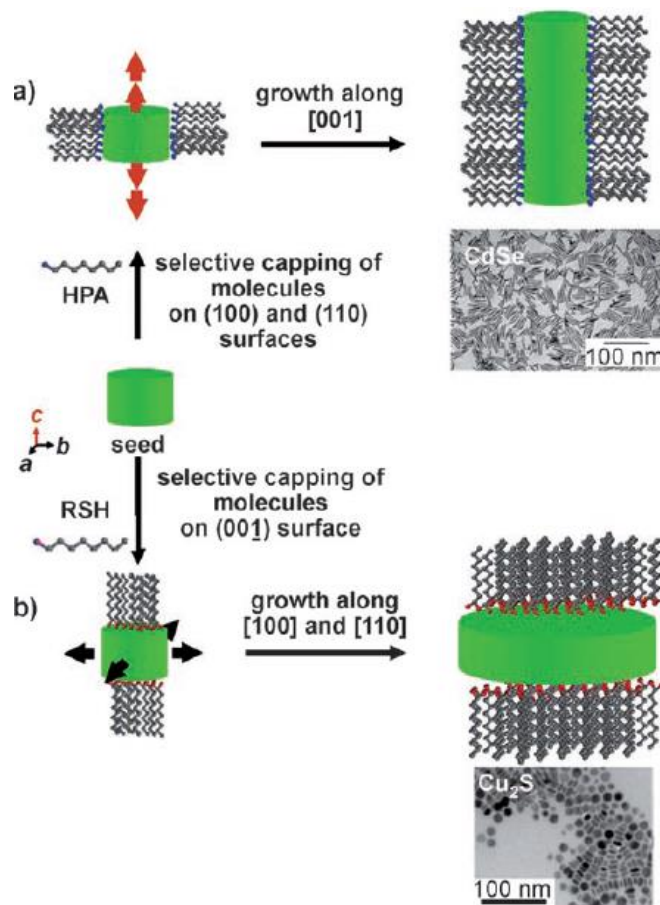 a)
growth along
[001]
HPA
selective capping of
molecules
on (100) and (110)
surfaces
CdSe
100 nm
c
a
b
seed
RSH
selective capping of
molecules
on (001) surface
b)
growth along
[100] and [110]
Cu₂S
100 nm